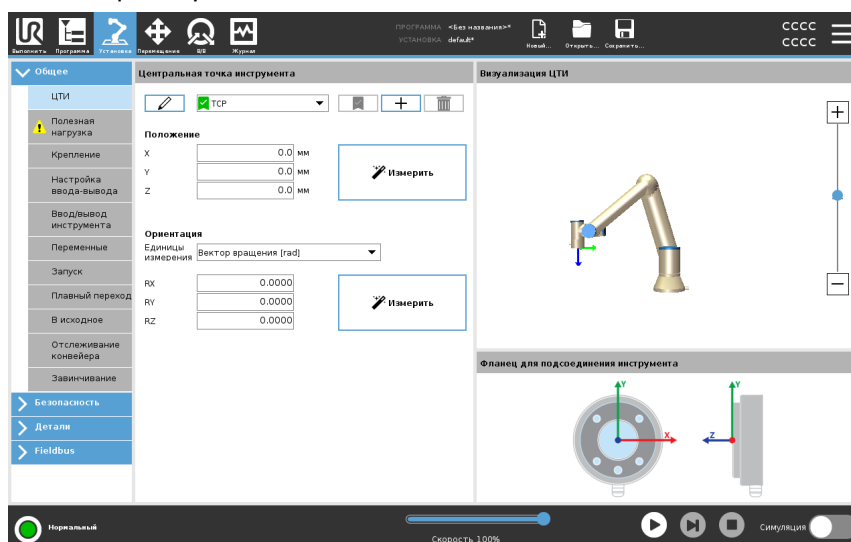 ПРОГРАММА <Без названия>*
УСТАНОВКА default*
Выполнить Программа Установка Перемещение В/В Журнал
Новый... Открыть... Сохранить...
CCCC
CCCC
Общее
ЦТИ
Полезная нагрузка
Крепление
Настройка ввода-вывода
Ввод/вывод инструмента
Переменные
Запуск
Плавный переход
В исходное
Отслеживание конвейера
Завинчивание
Безопасность
Детали
Fieldbus
Центральная точка инструмента
TCP
Положение
X 0.0 мм
Y 0.0 мм
Z 0.0 мм
Измерить
Ориентация
Единицы измерения Вектор вращения [rad]
RX 0.0000
RY 0.0000
RZ 0.0000
Измерить
Визуализация ЦТИ
Фланец для подсоединения инструмента
Y
X
Y
Z
Нормальный
Скорость 100%
Симуляция